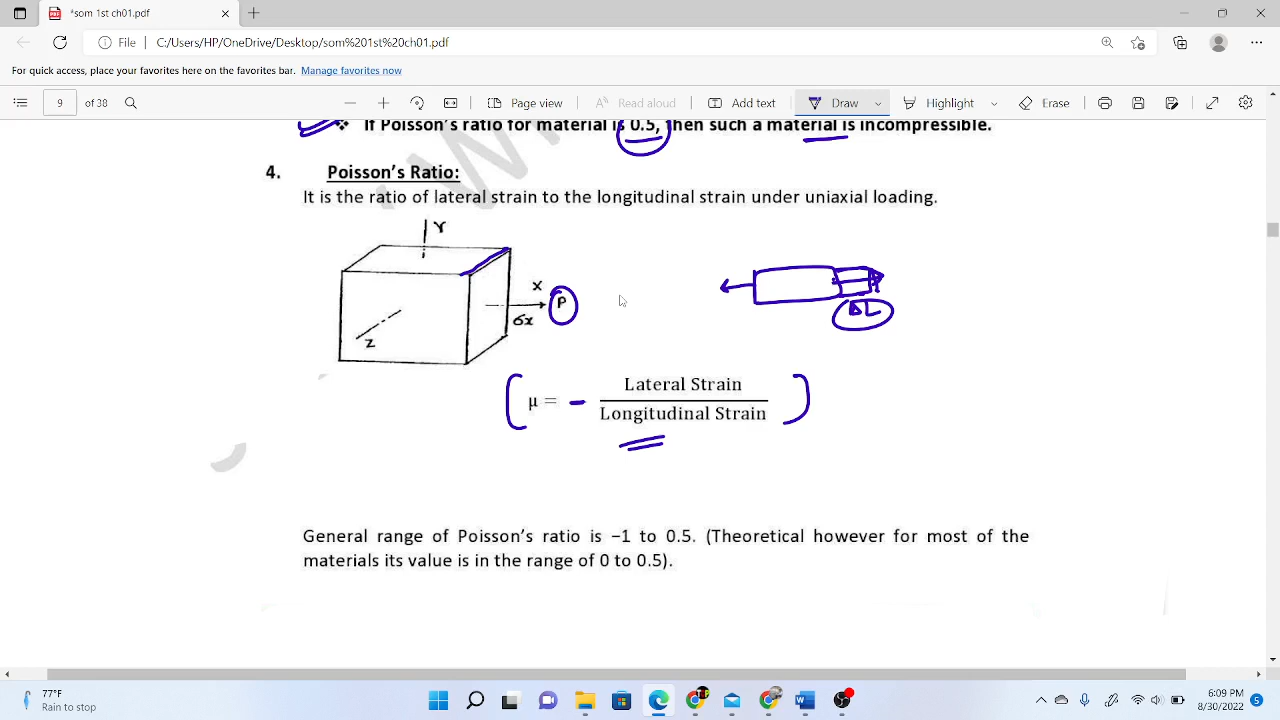 *som 1st ch01.pdf
File
C:/Users/HP/OneDrive/Desktop/som%201st%20ch01.pdf
For quick access, place your favorites here on the favorites bar. Manage favorites now
9 of 38
Page view
Read aloud
Add text
Draw
Highlight
Erase
If Poisson's ratio for material is 0.5, then such a material is incompressible.
4. Poisson's Ratio:
It is the ratio of lateral strain to the longitudinal strain under uniaxial loading.
Y
X
P
σx
Z
ΔL
μ = - Lateral Strain
Longitudinal Strain
General range of Poisson's ratio is −1 to 0.5. (Theoretical however for most of the
materials its value is in the range of 0 to 0.5).
77°F
Rain to stop
6:09 PM
8/30/2022
5